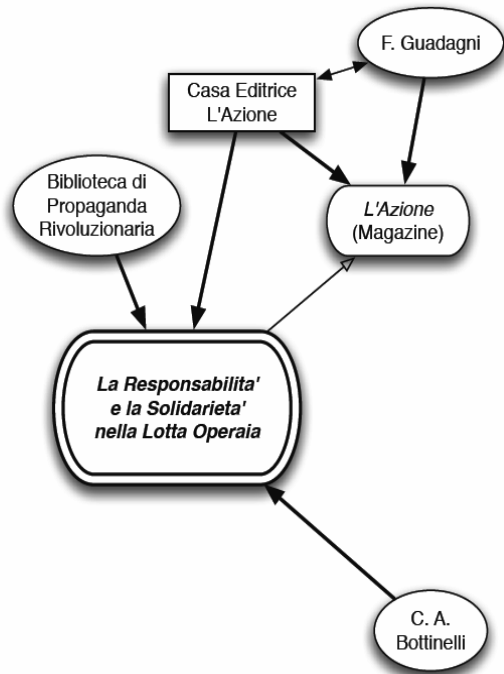 F. Guadagni
Casa Editrice
L'Azione
Biblioteca di
Propaganda
Rivoluzionaria
L'Azione
(Magazine)
La Responsabilita'
e la Solidarieta'
nella Lotta Operaia
C. A.
Bottinelli